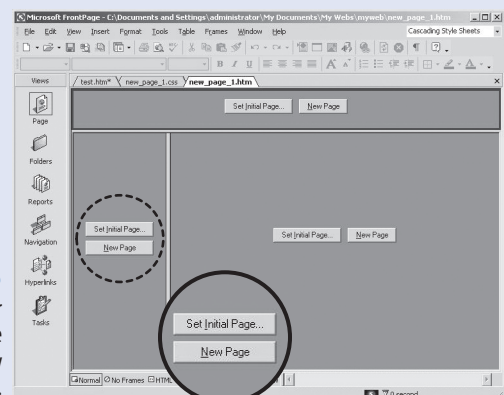 Microsoft FrontPage - C:\Documents and Settings\administrator\My Documents\My Webs\myweb\new_page_1.htm
File Edit View Insert Format Tools Table Frames Window Help Cascading Style Sheets
Views test.htm* new_page_1.css new_page_1.htm
Set Initial Page... New Page
Page
Folders
Reports
Set Initial Page...
New Page
Set Initial Page... New Page
Navigation
Hyperlinks
Tasks
Set Initial Page...
New Page
Normal No Frames HTML
0 second